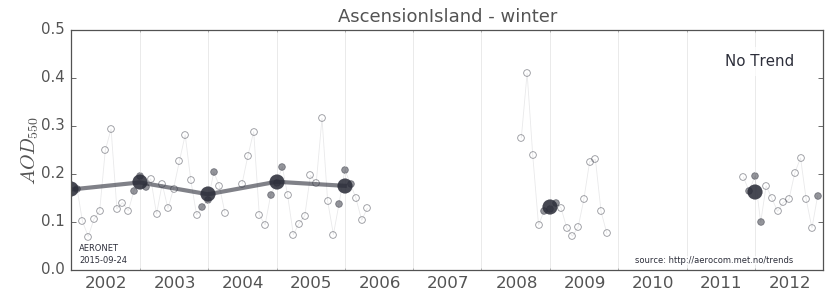 AscensionIsland - winter
0.5
No Trend
0.4
0.3
AOD550
0.2
0.1
AERONET
2015-09-24
source: http://aerocom.met.no/trends
0.0
2002 2003 2004 2005 2006 2007 2008 2009 2010 2011 2012